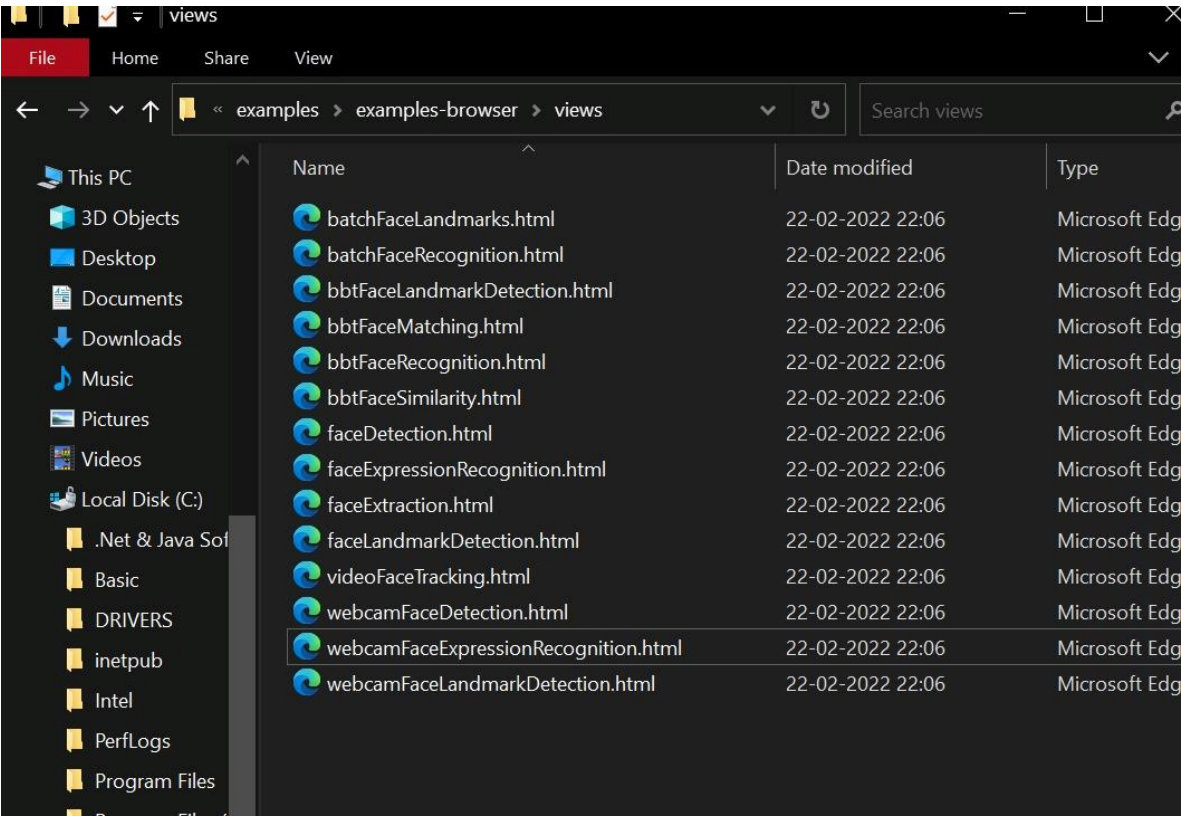 views
File Home Share View
« examples > examples-browser > views Search views
Name Date modified Type
This PC
3D Objects
Desktop
Documents
Downloads
Music
Pictures
Videos
Local Disk (C:)
.Net & Java Sof
Basic
DRIVERS
inetpub
Intel
PerfLogs
Program Files
batchFaceLandmarks.html 22-02-2022 22:06 Microsoft Edg
batchFaceRecognition.html 22-02-2022 22:06 Microsoft Edg
bbtFaceLandmarkDetection.html 22-02-2022 22:06 Microsoft Edg
bbtFaceMatching.html 22-02-2022 22:06 Microsoft Edg
bbtFaceRecognition.html 22-02-2022 22:06 Microsoft Edg
bbtFaceSimilarity.html 22-02-2022 22:06 Microsoft Edg
faceDetection.html 22-02-2022 22:06 Microsoft Edg
faceExpressionRecognition.html 22-02-2022 22:06 Microsoft Edg
faceExtraction.html 22-02-2022 22:06 Microsoft Edg
faceLandmarkDetection.html 22-02-2022 22:06 Microsoft Edg
videoFaceTracking.html 22-02-2022 22:06 Microsoft Edg
webcamFaceDetection.html 22-02-2022 22:06 Microsoft Edg
webcamFaceExpressionRecognition.html 22-02-2022 22:06 Microsoft Edg
webcamFaceLandmarkDetection.html 22-02-2022 22:06 Microsoft Edg